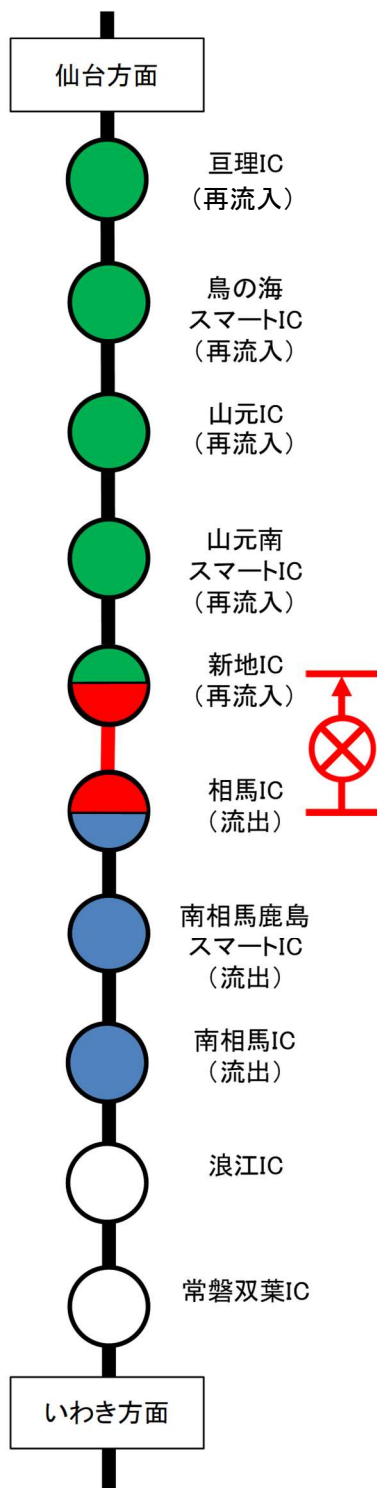 仙台方面
亘理IC
（再流入）
鳥の海
スマートIC
（再流入）
山元IC
（再流入）
山元南
スマートIC
（再流入）
新地IC
（再流入）
相馬IC
（流出）
南相馬鹿島
スマートIC
（流出）
南相馬IC
（流出）
浪江IC
常磐双葉IC
いわき方面